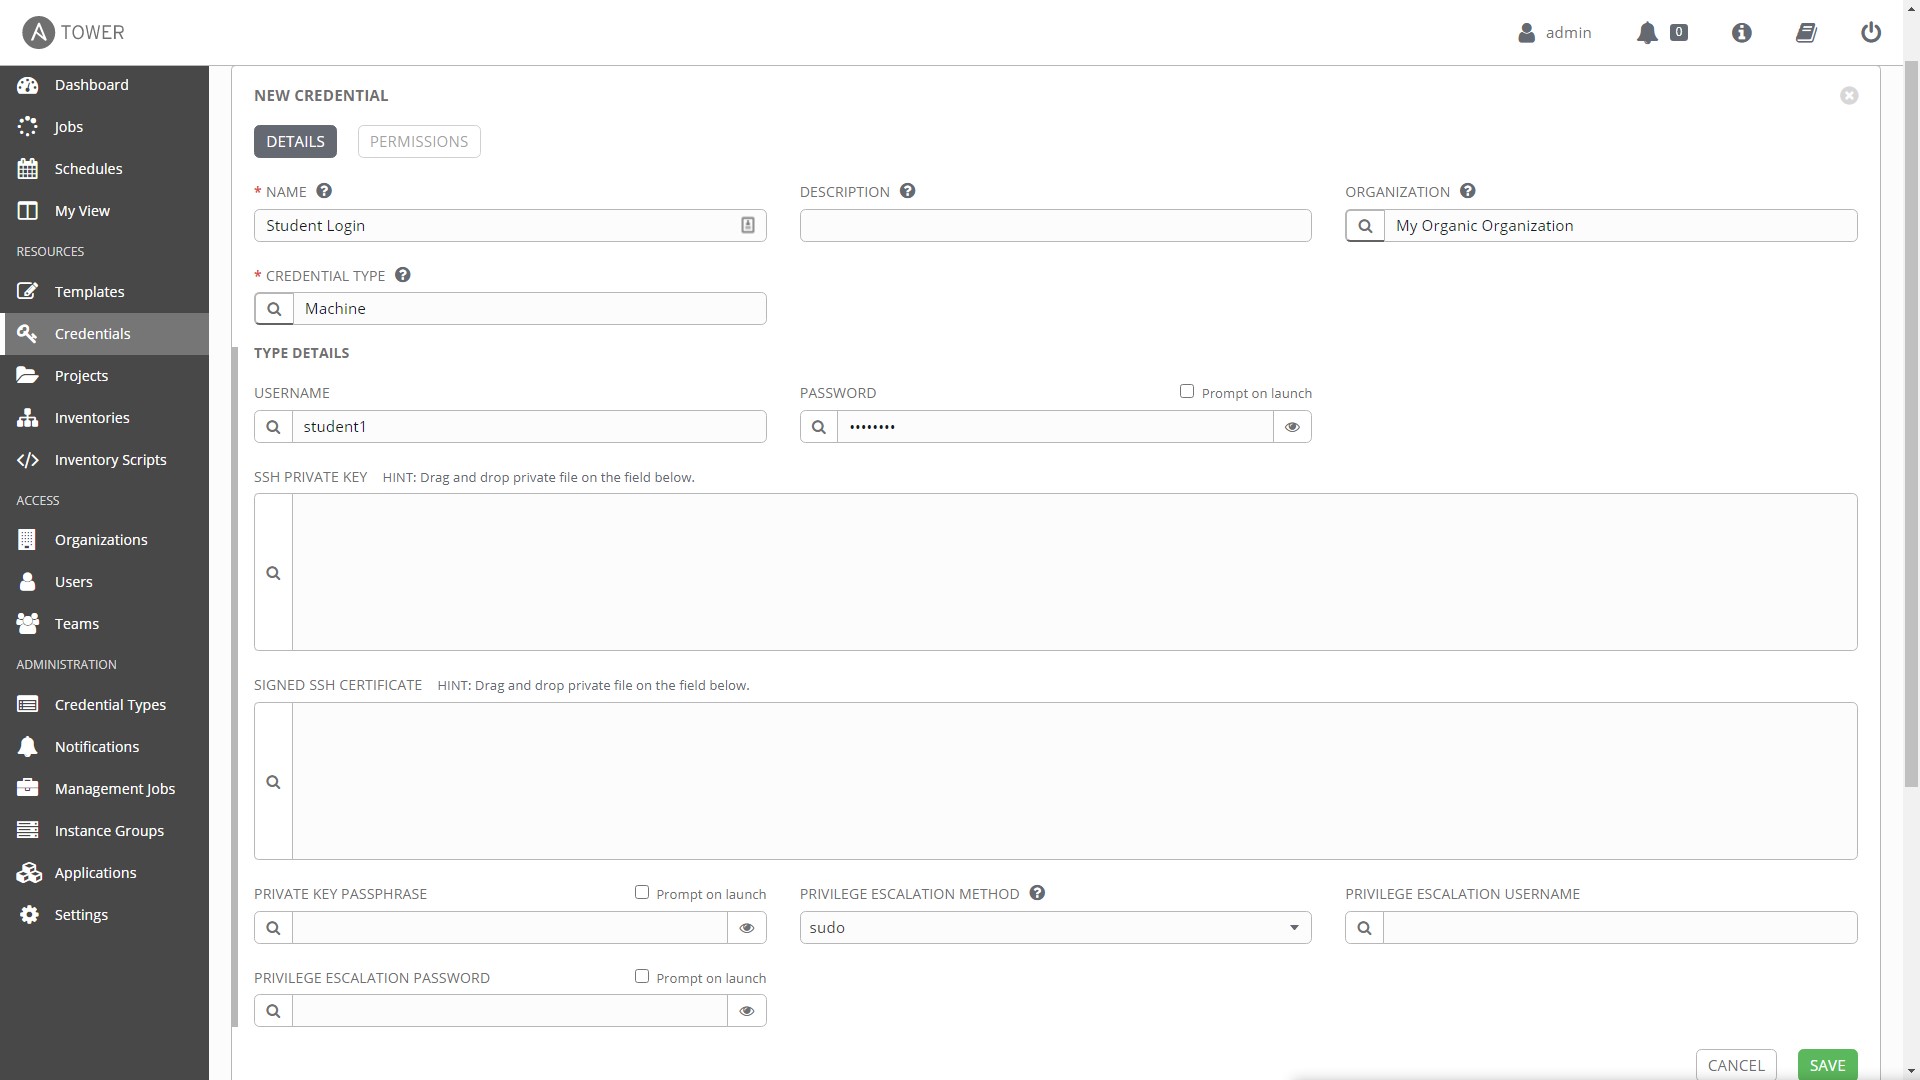 TOWER
admin
0
Dashboard
Jobs
Schedules
My View
RESOURCES
Templates
Credentials
Projects
Inventories
Inventory Scripts
ACCESS
Organizations
Users
Teams
ADMINISTRATION
Credential Types
Notifications
Management Jobs
Instance Groups
Applications
Settings
NEW CREDENTIAL
DETAILS PERMISSIONS
* NAME
Student Login
DESCRIPTION
ORGANIZATION
My Organic Organization
* CREDENTIAL TYPE
Machine
TYPE DETAILS
USERNAME
student1
PASSWORD Prompt on launch
••••••••
SSH PRIVATE KEY HINT: Drag and drop private file on the field below.
SIGNED SSH CERTIFICATE HINT: Drag and drop private file on the field below.
PRIVATE KEY PASSPHRASE Prompt on launch
PRIVILEGE ESCALATION METHOD
sudo
PRIVILEGE ESCALATION USERNAME
PRIVILEGE ESCALATION PASSWORD Prompt on launch
CANCEL SAVE